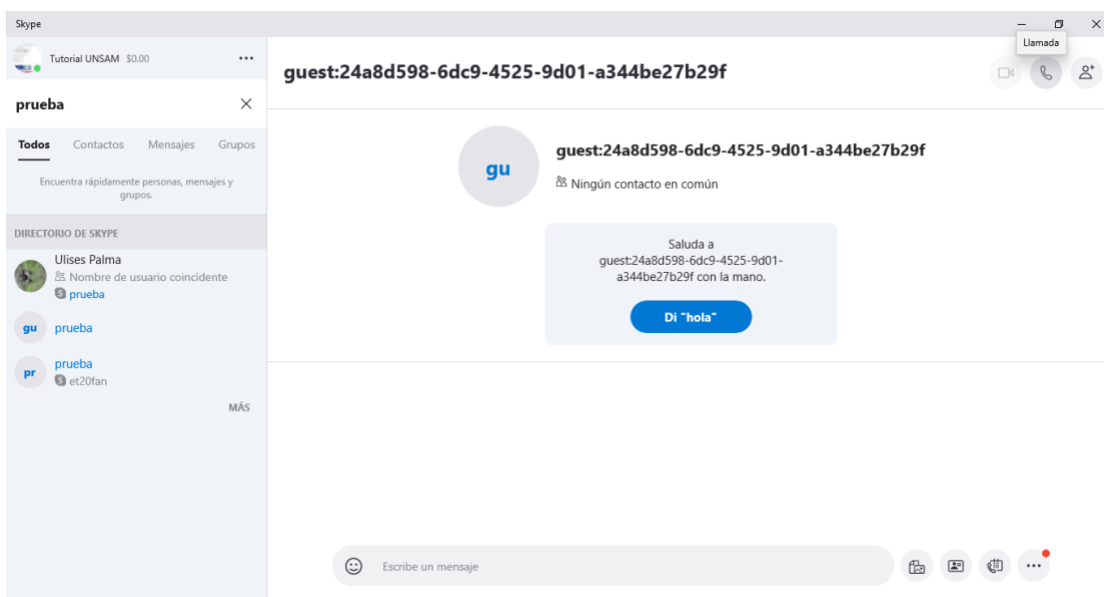 Skype
Tutorial UNSAM $0.00
prueba
Todos Contactos Mensajes Grupos
Encuentra rápidamente personas, mensajes y
grupos.
DIRECTORIO DE SKYPE
Ulises Palma
Nombre de usuario coincidente
prueba
gu prueba
pr prueba
et20fan
MÁS
Llamada
guest:24a8d598-6dc9-4525-9d01-a344be27b29f
gu
guest:24a8d598-6dc9-4525-9d01-a344be27b29f
Ningún contacto en común
Saluda a
guest:24a8d598-6dc9-4525-9d01-
a344be27b29f con la mano.
Di "hola"
Escribe un mensaje